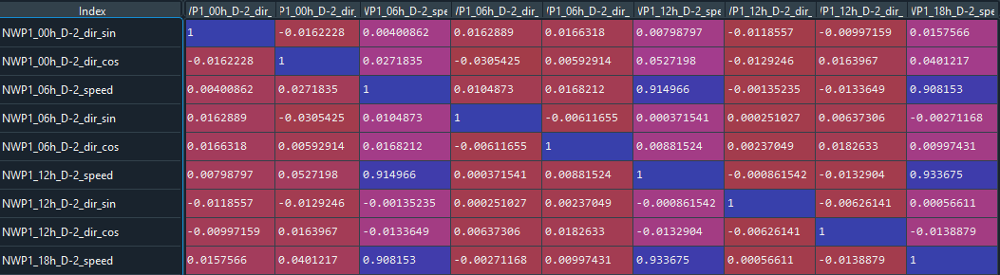 Index /P1_00h_D-2_dir_ P1_00h_D-2_dir_ VP1_06h_D-2_spe /P1_06h_D-2_dir_ /P1_06h_D-2_dir_ VP1_12h_D-2_spe /P1_12h_D-2_dir_ /P1_12h_D-2_dir_ VP1_18h_D-2_spe
NWP1_00h_D-2_dir_sin 1 -0.0162228 0.00400862 0.0162889 0.0166318 0.00798797 -0.0118557 -0.00997159 0.0157566
NWP1_00h_D-2_dir_cos -0.0162228 1 0.0271835 -0.0305425 0.00592914 0.0527198 -0.0129246 0.0163967 0.0401217
NWP1_06h_D-2_speed 0.00400862 0.0271835 1 0.0104873 0.0168212 0.914966 -0.00135235 -0.0133649 0.908153
NWP1_06h_D-2_dir_sin 0.0162889 -0.0305425 0.0104873 1 -0.00611655 0.000371541 0.000251027 0.00637306 -0.00271168
NWP1_06h_D-2_dir_cos 0.0166318 0.00592914 0.0168212 -0.00611655 1 0.00881524 0.00237049 0.0182633 0.00997431
NWP1_12h_D-2_speed 0.00798797 0.0527198 0.914966 0.000371541 0.00881524 1 -0.000861542 -0.0132904 0.933675
NWP1_12h_D-2_dir_sin -0.0118557 -0.0129246 -0.00135235 0.000251027 0.00237049 -0.000861542 1 -0.00626141 0.00056611
NWP1_12h_D-2_dir_cos -0.00997159 0.0163967 -0.0133649 0.00637306 0.0182633 -0.0132904 -0.00626141 1 -0.0138879
NWP1_18h_D-2_speed 0.0157566 0.0401217 0.908153 -0.00271168 0.00997431 0.933675 0.00056611 -0.0138879 1